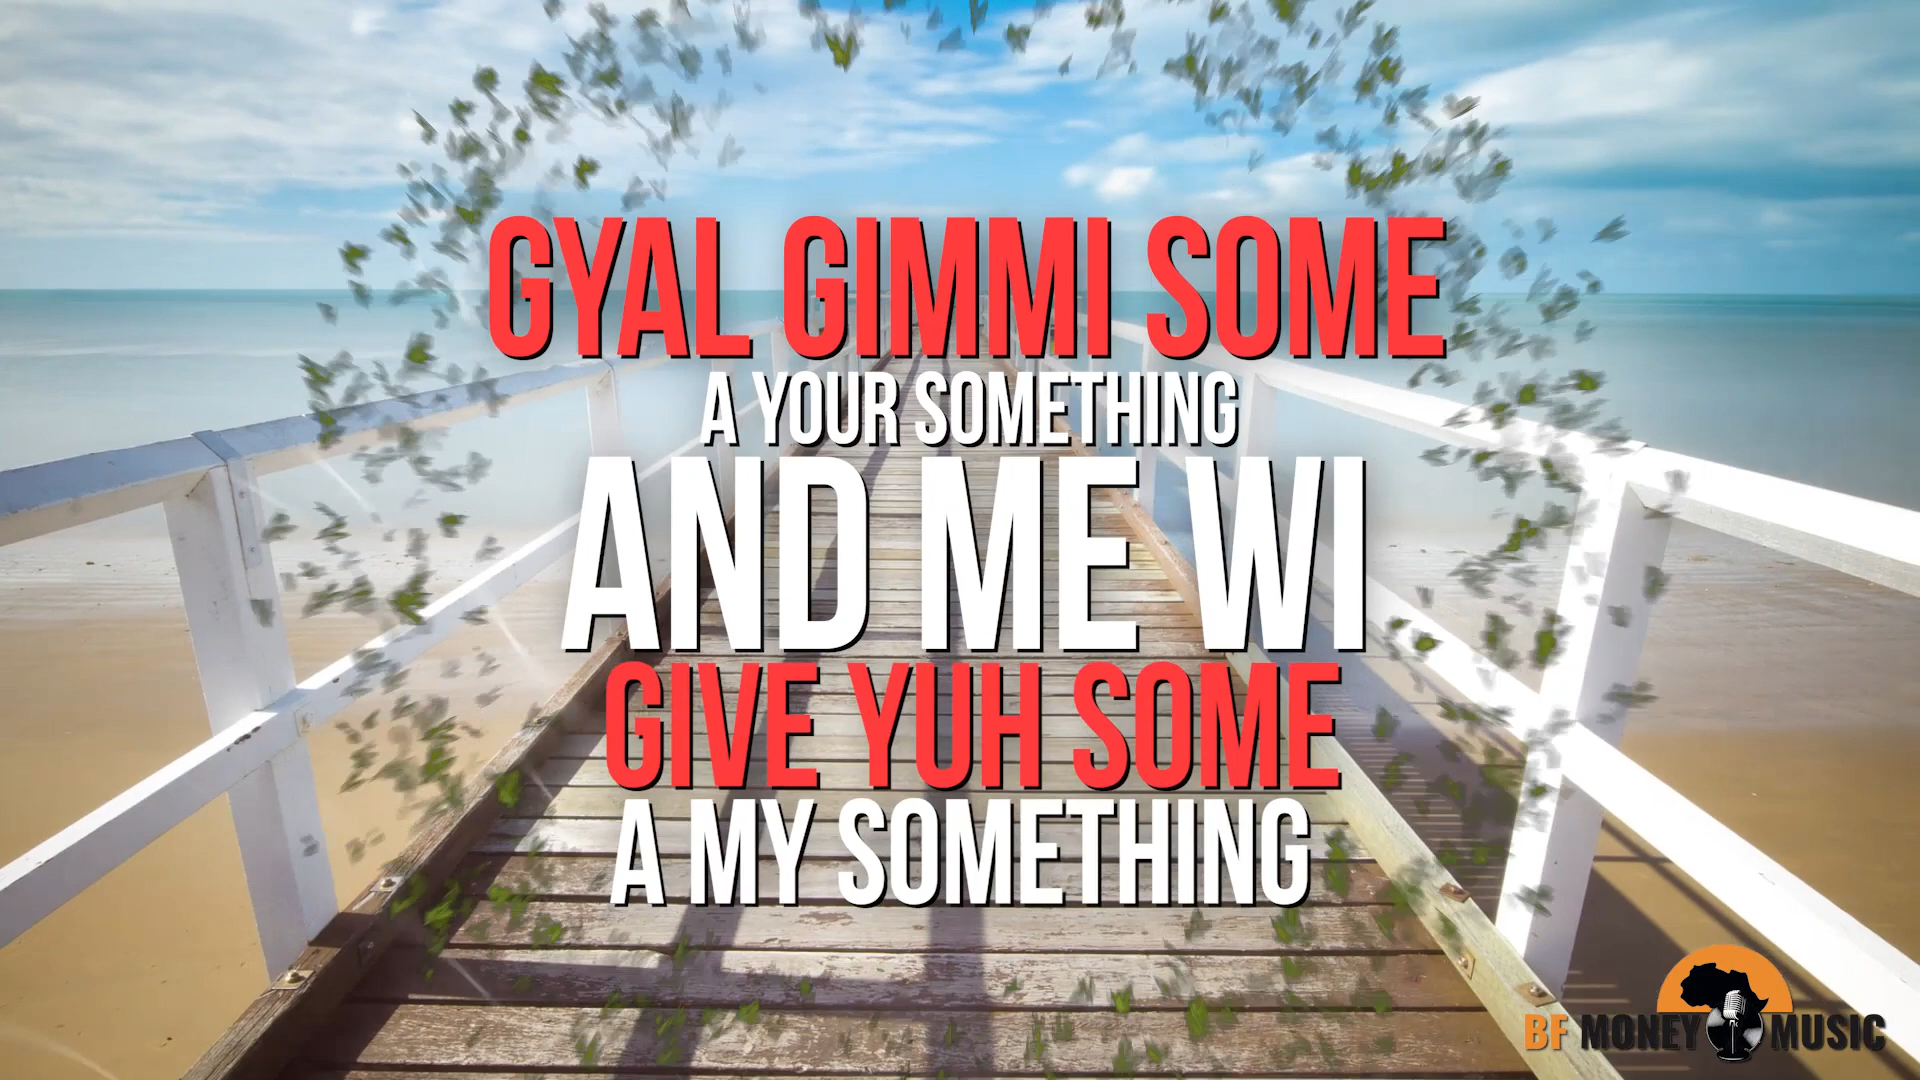 GYAL GIMMI SOME
A YOUR SOMETHING
AND ME WI
GIVE YUH SOME
A MY SOMETHING
BF MONEY MUSIC